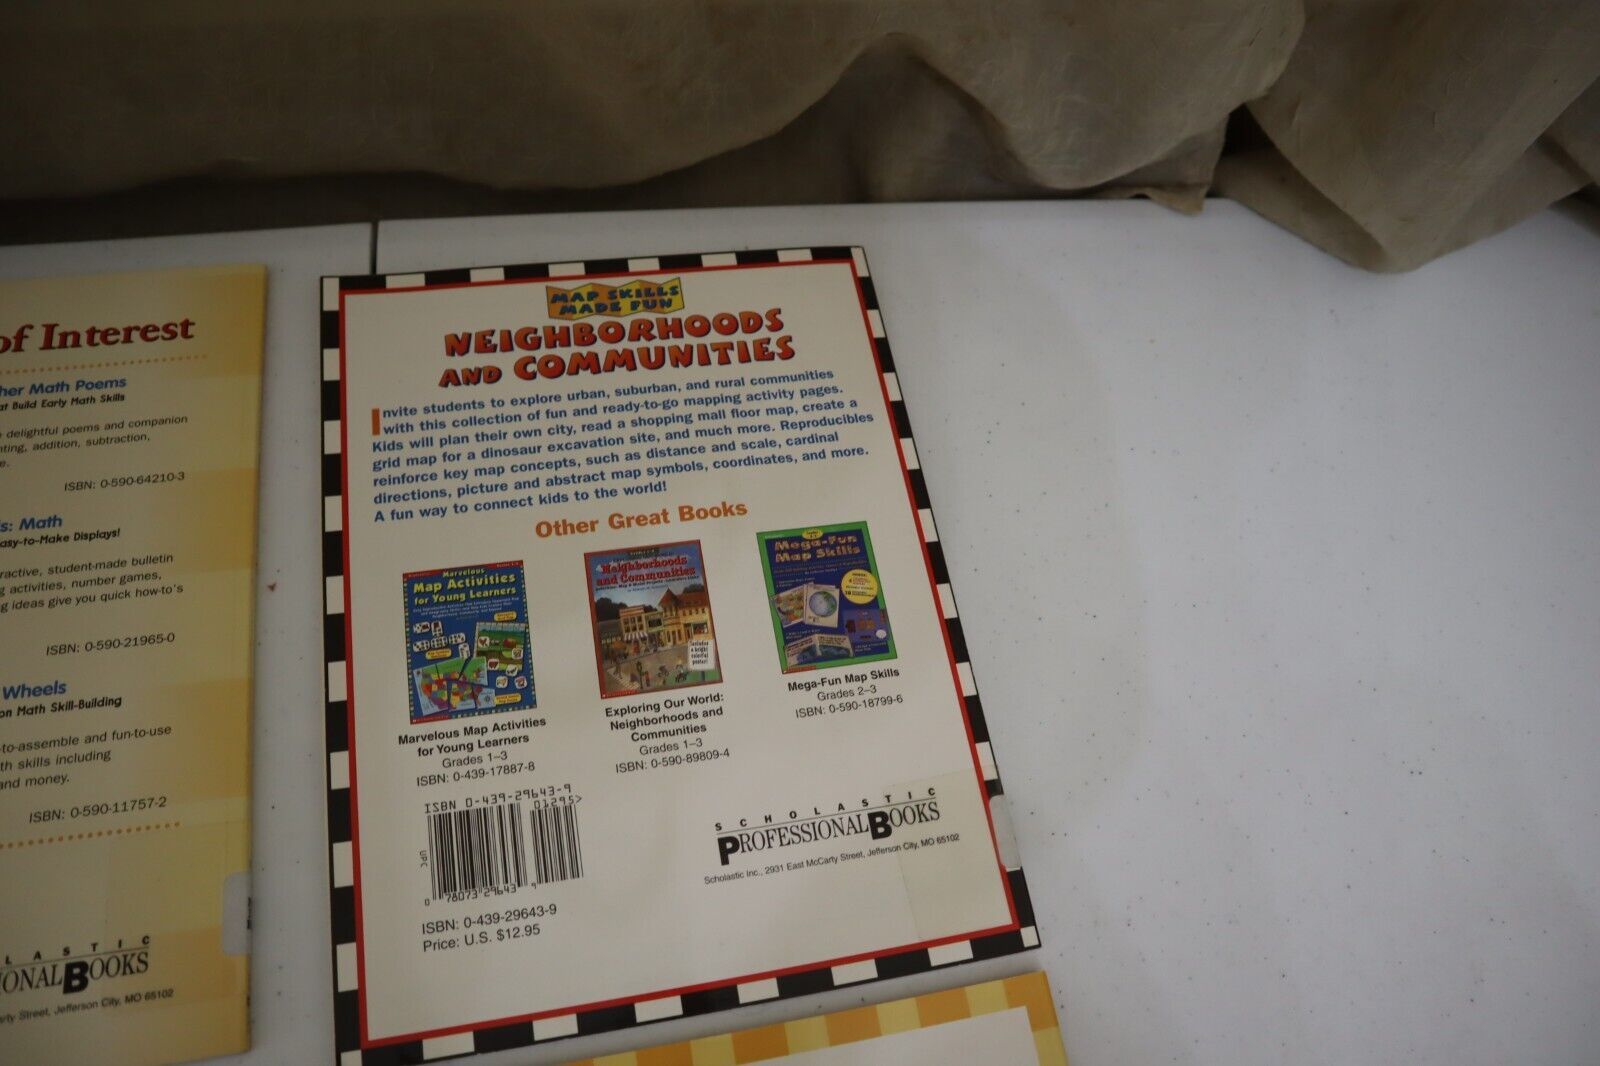 of Interest
her Math Poems
at Build Early Math Skills
e delightful poems and companion
nting, addition, subtraction,
e.
ISBN: 0-590-64210-3
s: Math
asy-to-Make Displays!
ractive, student-made bulletin
g activities, number games,
ng ideas give you quick how-to's
ISBN: 0-590-21965-0
Wheels
on Math Skill-Building
-to-assemble and fun-to-use
th skills including
and money.
ISBN: 0-590-11757-2
L A S T I C
IONAL BOOKS
arty Street, Jefferson City, MO 65102
MAP SKILLS
MADE FUN
NEIGHBORHOODS
AND COMMUNITIES
Invite students to explore urban, suburban, and rural communities
with this collection of fun and ready-to-go mapping activity pages.
Kids will plan their own city, read a shopping mall floor map, create a
grid map for a dinosaur excavation site, and much more. Reproducibles
reinforce key map concepts, such as distance and scale, cardinal
directions, picture and abstract map symbols, coordinates, and more.
A fun way to connect kids to the world!
Other Great Books
Marvelous
Map Activities
for Young Learners
Neighborhoods
and Communities
Includes
a bright
colorful
poster!
Mega-Fun
Map Skills
Marvelous Map Activities
for Young Learners
Grades 1–3
ISBN: 0-439-17887-8
Exploring Our World:
Neighborhoods and
Communities
Grades 1–3
ISBN: 0-590-89809-4
Mega-Fun Map Skills
Grades 2–3
ISBN: 0-590-18799-6
ISBN 0-439-29643-9
01295>
UPC
0 78073 29643 9
ISBN: 0-439-29643-9
Price: U.S. $12.95
SCHOLASTIC
PROFESSIONAL BOOKS
Scholastic Inc., 2931 East McCarty Street, Jefferson City, MO 65102